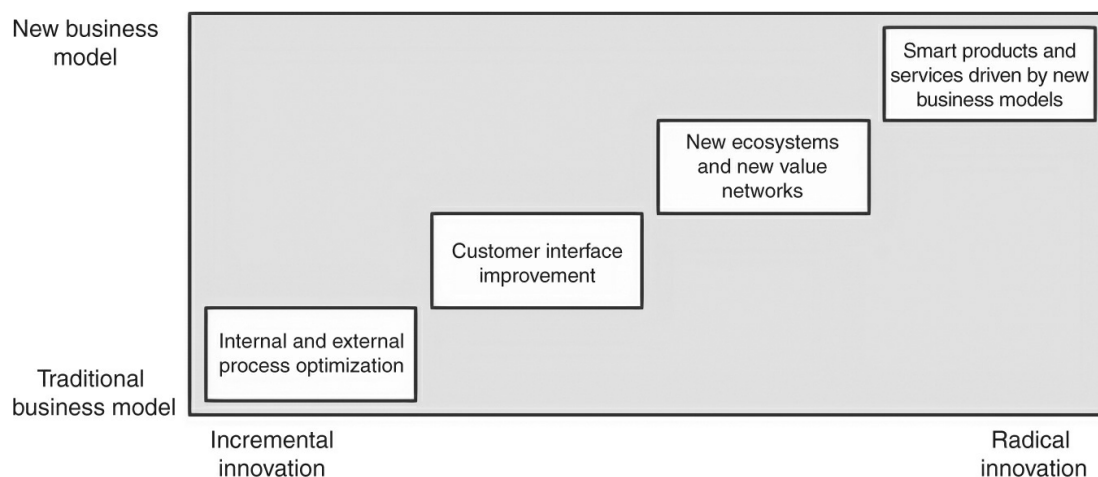 New business
model
Smart products and
services driven by new
business models
New ecosystems
and new value
networks
Customer interface
improvement
Internal and external
process optimization
Traditional
business model
Incremental
innovation
Radical
innovation